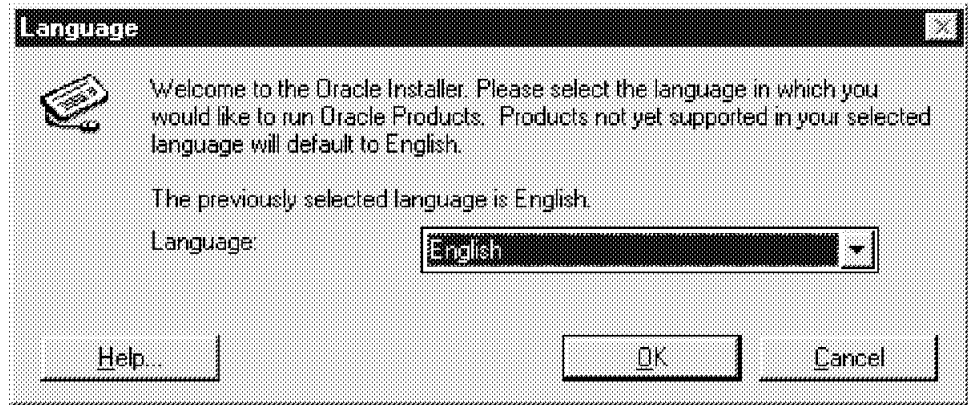 Language
Welcome to the Oracle Installer. Please select the language in which you
would like to run Oracle Products. Products not yet supported in your selected
language will default to English.
The previously selected language is English.
Language: English
Help... OK Cancel